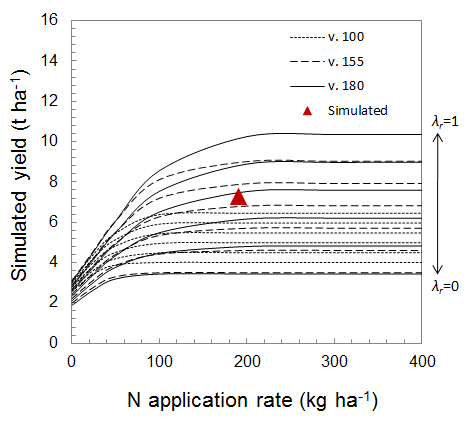 16
14
12
10
8
6
4
2
0
Simulated yield (t ha-1)
v. 100
v. 155
v. 180
Simulated
λr=1
λr=0
0 100 200 300 400
N application rate (kg ha-1)